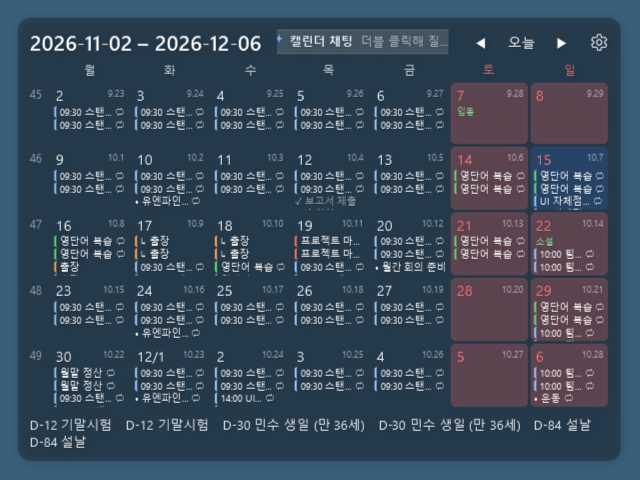 2026-11-02 – 2026-12-06 캘린더 채팅 더블 클릭해 질... ◀ 오늘 ▶
월 화 수 목 금 토 일
45 2 9.23 3 9.24 4 9.25 5 9.26 6 9.27 7 9.28 8 9.29
09:30 스탠... 09:30 스탠... 09:30 스탠... 09:30 스탠... 09:30 스탠... 입동
09:30 스탠... 09:30 스탠... 09:30 스탠... 09:30 스탠... 09:30 스탠...
46 9 10.1 10 10.2 11 10.3 12 10.4 13 10.5 14 10.6 15 10.7
09:30 스탠... 09:30 스탠... 09:30 스탠... 09:30 스탠... 09:30 스탠... 영단어 복습 영단어 복습
09:30 스탠... 09:30 스탠... 09:30 스탠... 09:30 스탠... 09:30 스탠... 영단어 복습 영단어 복습
• 유엔파인... ✓ 보고서 제출 UI 자체점...
47 16 10.8 17 10.9 18 10.10 19 10.11 20 10.12 21 10.13 22 10.14
영단어 복습 ↳ 출장 ↳ 출장 프로젝트 마... 09:30 스탠... 영단어 복습 소설
영단어 복습 ↳ 출장 ↳ 출장 프로젝트 마... 09:30 스탠... 영단어 복습 10:00 팀...
출장 09:30 스탠... 영단어 복습 09:30 스탠... • 월간 회의 준비 10:00 팀...
48 23 10.15 24 10.16 25 10.17 26 10.18 27 10.19 28 10.20 29 10.21
09:30 스탠... 09:30 스탠... 09:30 스탠... 09:30 스탠... 09:30 스탠... 영단어 복습
09:30 스탠... 09:30 스탠... 09:30 스탠... 09:30 스탠... 09:30 스탠... 영단어 복습
• 유엔파인... 10:00 팀...
49 30 10.22 12/1 10.23 2 10.24 3 10.25 4 10.26 5 10.27 6 10.28
월말 정산 09:30 스탠... 09:30 스탠... 09:30 스탠... 09:30 스탠... 10:00 팀...
월말 정산 09:30 스탠... 09:30 스탠... 09:30 스탠... 09:30 스탠... 10:00 팀...
09:30 스탠... • 유엔파인... 14:00 UI... • 운동
D-12 기말시험 D-12 기말시험 D-30 민수 생일 (만 36세) D-30 민수 생일 (만 36세) D-84 설날
D-84 설날